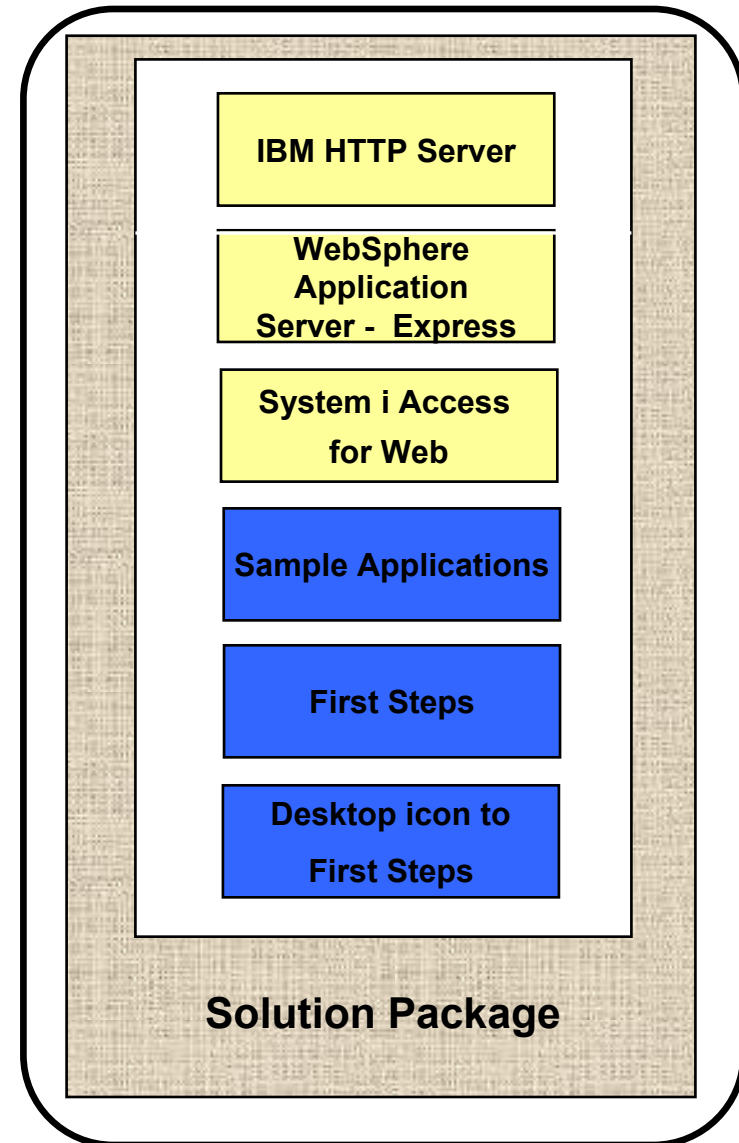 IBM HTTP Server
WebSphere
Application
Server - Express
System i Access
for Web
Sample Applications
First Steps
Desktop icon to
First Steps
Solution Package